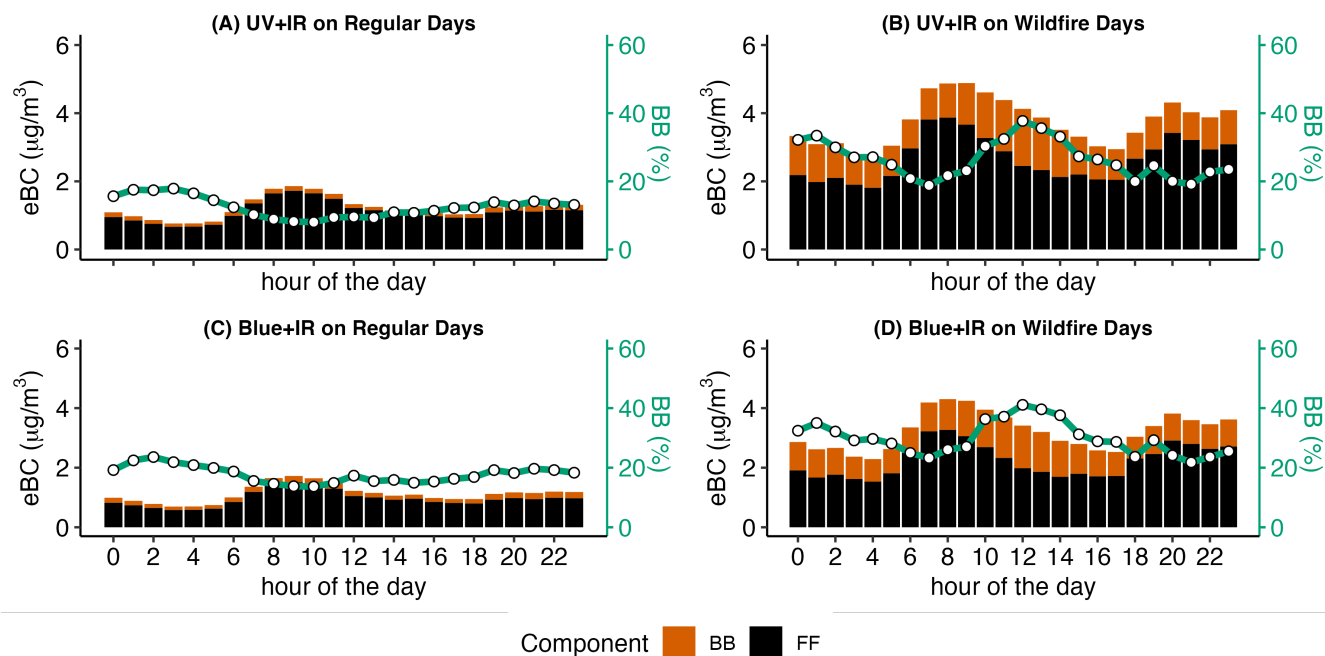 (A) UV+IR on Regular Days
6
4
2
0
eBC (μg/m³)
60
40
20
0
BB (%)
hour of the day
(B) UV+IR on Wildfire Days
6
4
2
0
eBC (μg/m³)
60
40
20
0
BB (%)
hour of the day
(C) Blue+IR on Regular Days
6
4
2
0
eBC (μg/m³)
60
40
20
0
BB (%)
0 2 4 6 8 10 12 14 16 18 20 22
hour of the day
(D) Blue+IR on Wildfire Days
6
4
2
0
eBC (μg/m³)
60
40
20
0
BB (%)
0 2 4 6 8 10 12 14 16 18 20 22
hour of the day
Component BB FF